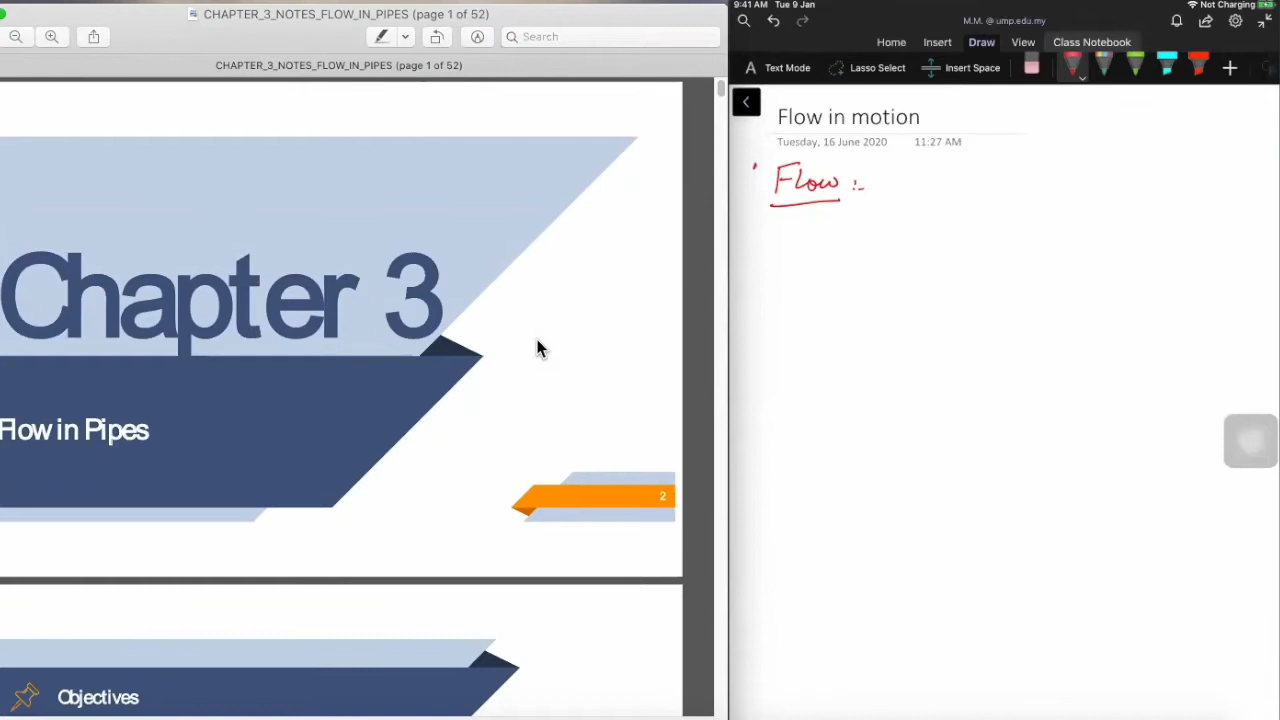 CHAPTER_3_NOTES_FLOW_IN_PIPES (page 1 of 52)
Search
CHAPTER_3_NOTES_FLOW_IN_PIPES (page 1 of 52)
Chapter 3
Flow in Pipes
2
Objectives
9:41 AM Tue 9 Jan
Not Charging
M.M. @ ump.edu.my
Home Insert Draw View Class Notebook
A Text Mode Lasso Select Insert Space
Flow in motion
Tuesday, 16 June 2020 11:27 AM
Flow :-